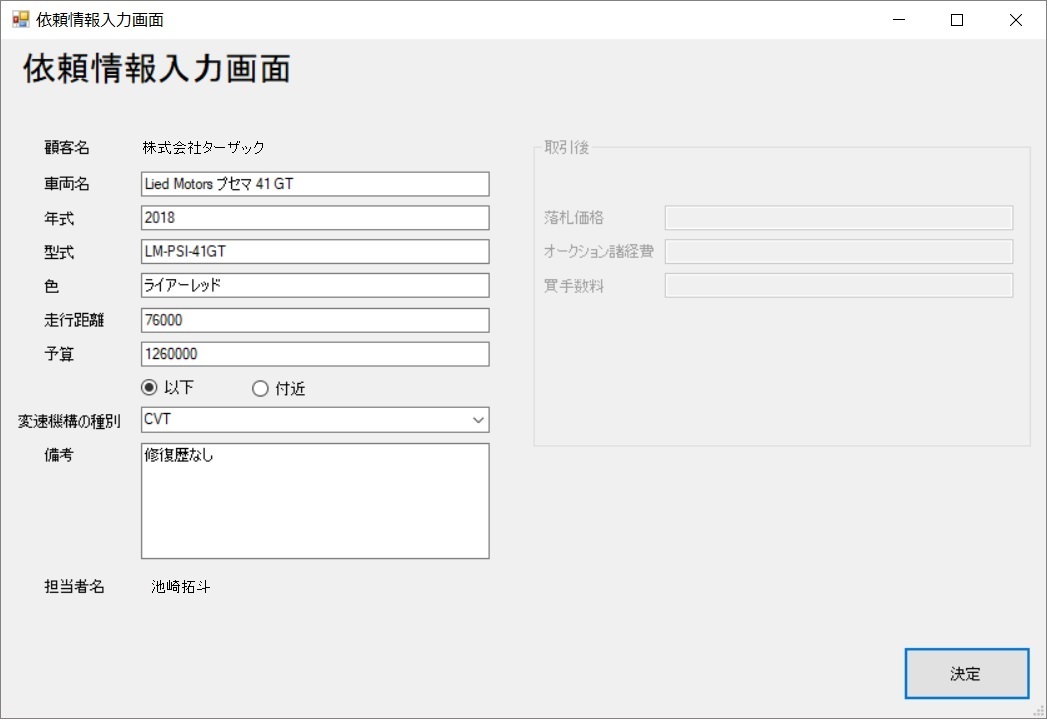 依頼情報入力画面
依頼情報入力画面
顧客名 株式会社ターザック
車両名 Lied Motors プセマ 41 GT
年式 2018
型式 LM-PSI-41GT
色 ライアーレッド
走行距離 76000
予算 1260000
以下 付近
変速機構の種別 CVT
備考 修復歴なし
担当者名 池崎拓斗
取引後
落札価格
オークション諸経費
買手数料
決定